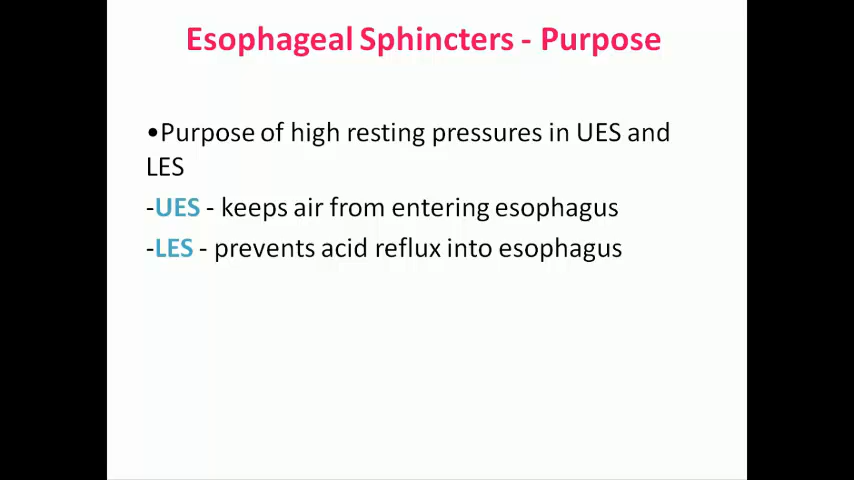 Esophageal Sphincters - Purpose
•Purpose of high resting pressures in UES and
LES
-UES - keeps air from entering esophagus
-LES - prevents acid reflux into esophagus